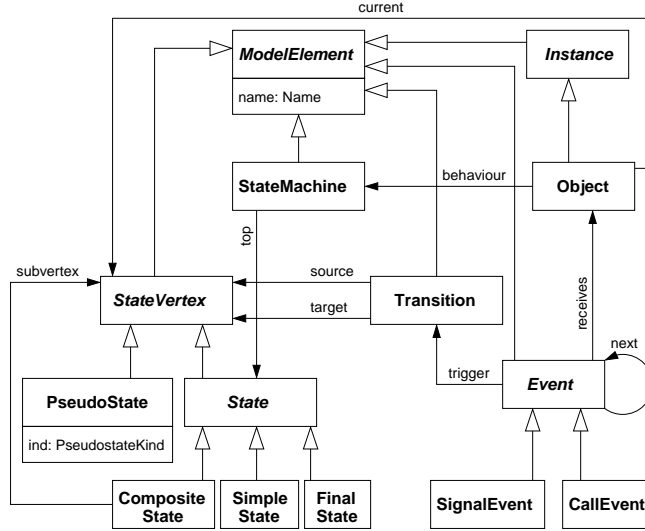 current
ModelElement
Instance
name: Name
StateMachine
behaviour
Object
top
subvertex
source
StateVertex
Transition
target
receives
next
trigger
Event
PseudoState
State
ind: PseudostateKind
Composite
State
Simple
State
Final
State
SignalEvent
CallEvent